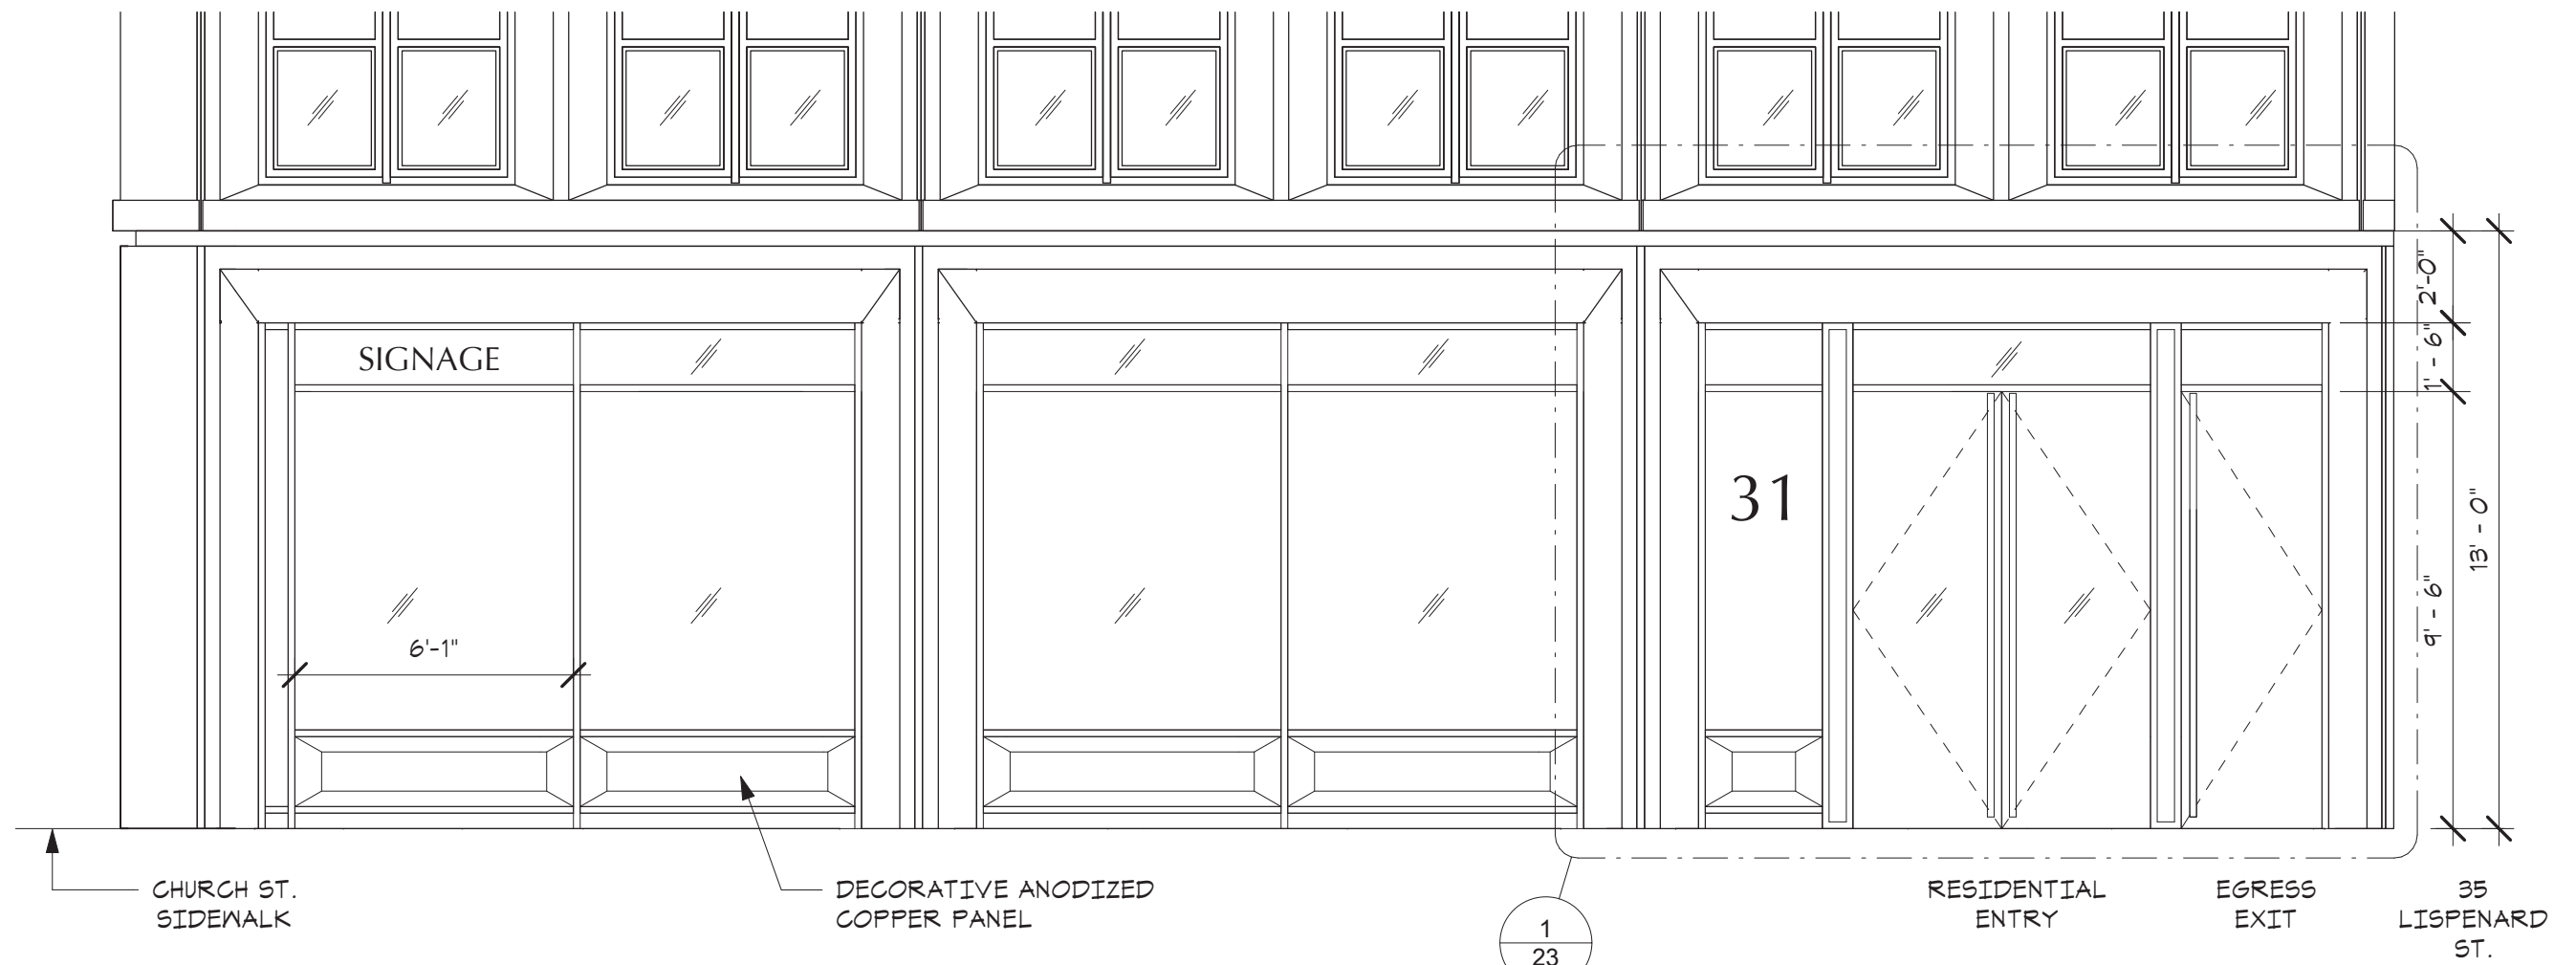 SIGNAGE
2'-0"
1' - 6"
31
13' - 0"
9' - 6"
6'-1"
CHURCH ST.
SIDEWALK
DECORATIVE ANODIZED
COPPER PANEL
1
23
RESIDENTIAL
ENTRY
EGRESS
EXIT
35
LISPENARD
ST.